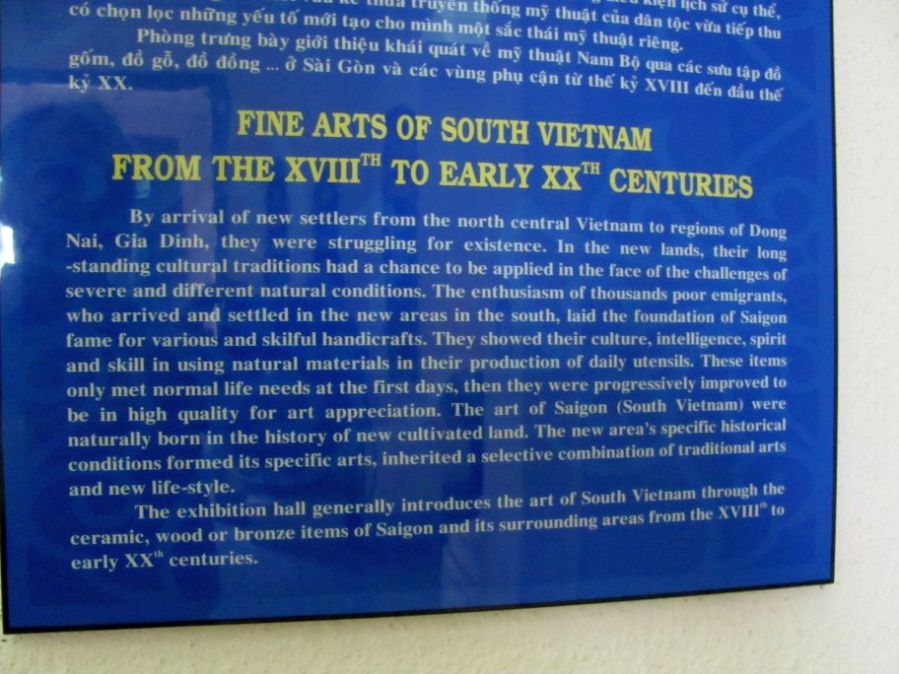 kế thừa truyền thống mỹ thuật của dân tộc vừa tiếp thu
có chọn lọc những yếu tố mới tạo cho mình một sắc thái mỹ thuật riêng.
Phòng trưng bày giới thiệu khái quát về mỹ thuật Nam Bộ qua các sưu tập đồ
gốm, đồ gỗ, đồ đồng ... ở Sài Gòn và các vùng phụ cận từ thế kỷ XVIII đến đầu thế
kỷ XX.
FINE ARTS OF SOUTH VIETNAM
FROM THE XVIIITH TO EARLY XXTH CENTURIES
By arrival of new settlers from the north central Vietnam to regions of Dong
Nai, Gia Dinh, they were struggling for existence. In the new lands, their long
-standing cultural traditions had a chance to be applied in the face of the challenges of
severe and different natural conditions. The enthusiasm of thousands poor emigrants,
who arrived and settled in the new areas in the south, laid the foundation of Saigon
fame for various and skilful handicrafts. They showed their culture, intelligence, spirit
and skill in using natural materials in their production of daily utensils. These items
only met normal life needs at the first days, then they were progressively improved to
be in high quality for art appreciation. The art of Saigon (South Vietnam) were
naturally born in the history of new cultivated land. The new area's specific historical
conditions formed its specific arts, inherited a selective combination of traditional arts
and new life-style.
The exhibition hall generally introduces the art of South Vietnam through the
ceramic, wood or bronze items of Saigon and its surrounding areas from the XVIIIth to
early XXth centuries.